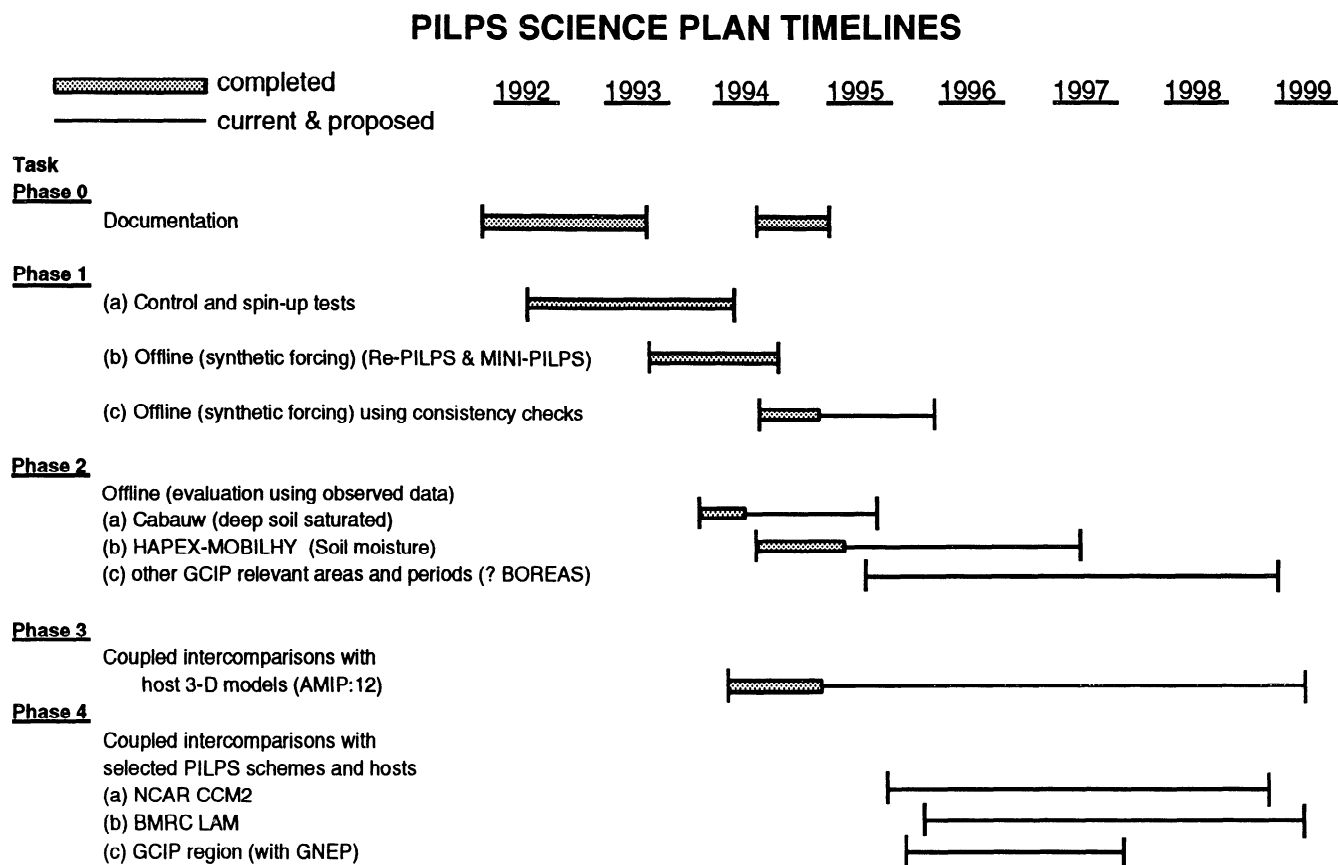 PILPS SCIENCE PLAN TIMELINES
completed
current & proposed
1992 1993 1994 1995 1996 1997 1998 1999
Task
Phase 0
Documentation
Phase 1
(a) Control and spin-up tests
(b) Offline (synthetic forcing) (Re-PILPS & MINI-PILPS)
(c) Offline (synthetic forcing) using consistency checks
Phase 2
Offline (evaluation using observed data)
(a) Cabauw (deep soil saturated)
(b) HAPEX-MOBILHY (Soil moisture)
(c) other GCIP relevant areas and periods (? BOREAS)
Phase 3
Coupled intercomparisons with
host 3-D models (AMIP:12)
Phase 4
Coupled intercomparisons with
selected PILPS schemes and hosts
(a) NCAR CCM2
(b) BMRC LAM
(c) GCIP region (with GNEP)